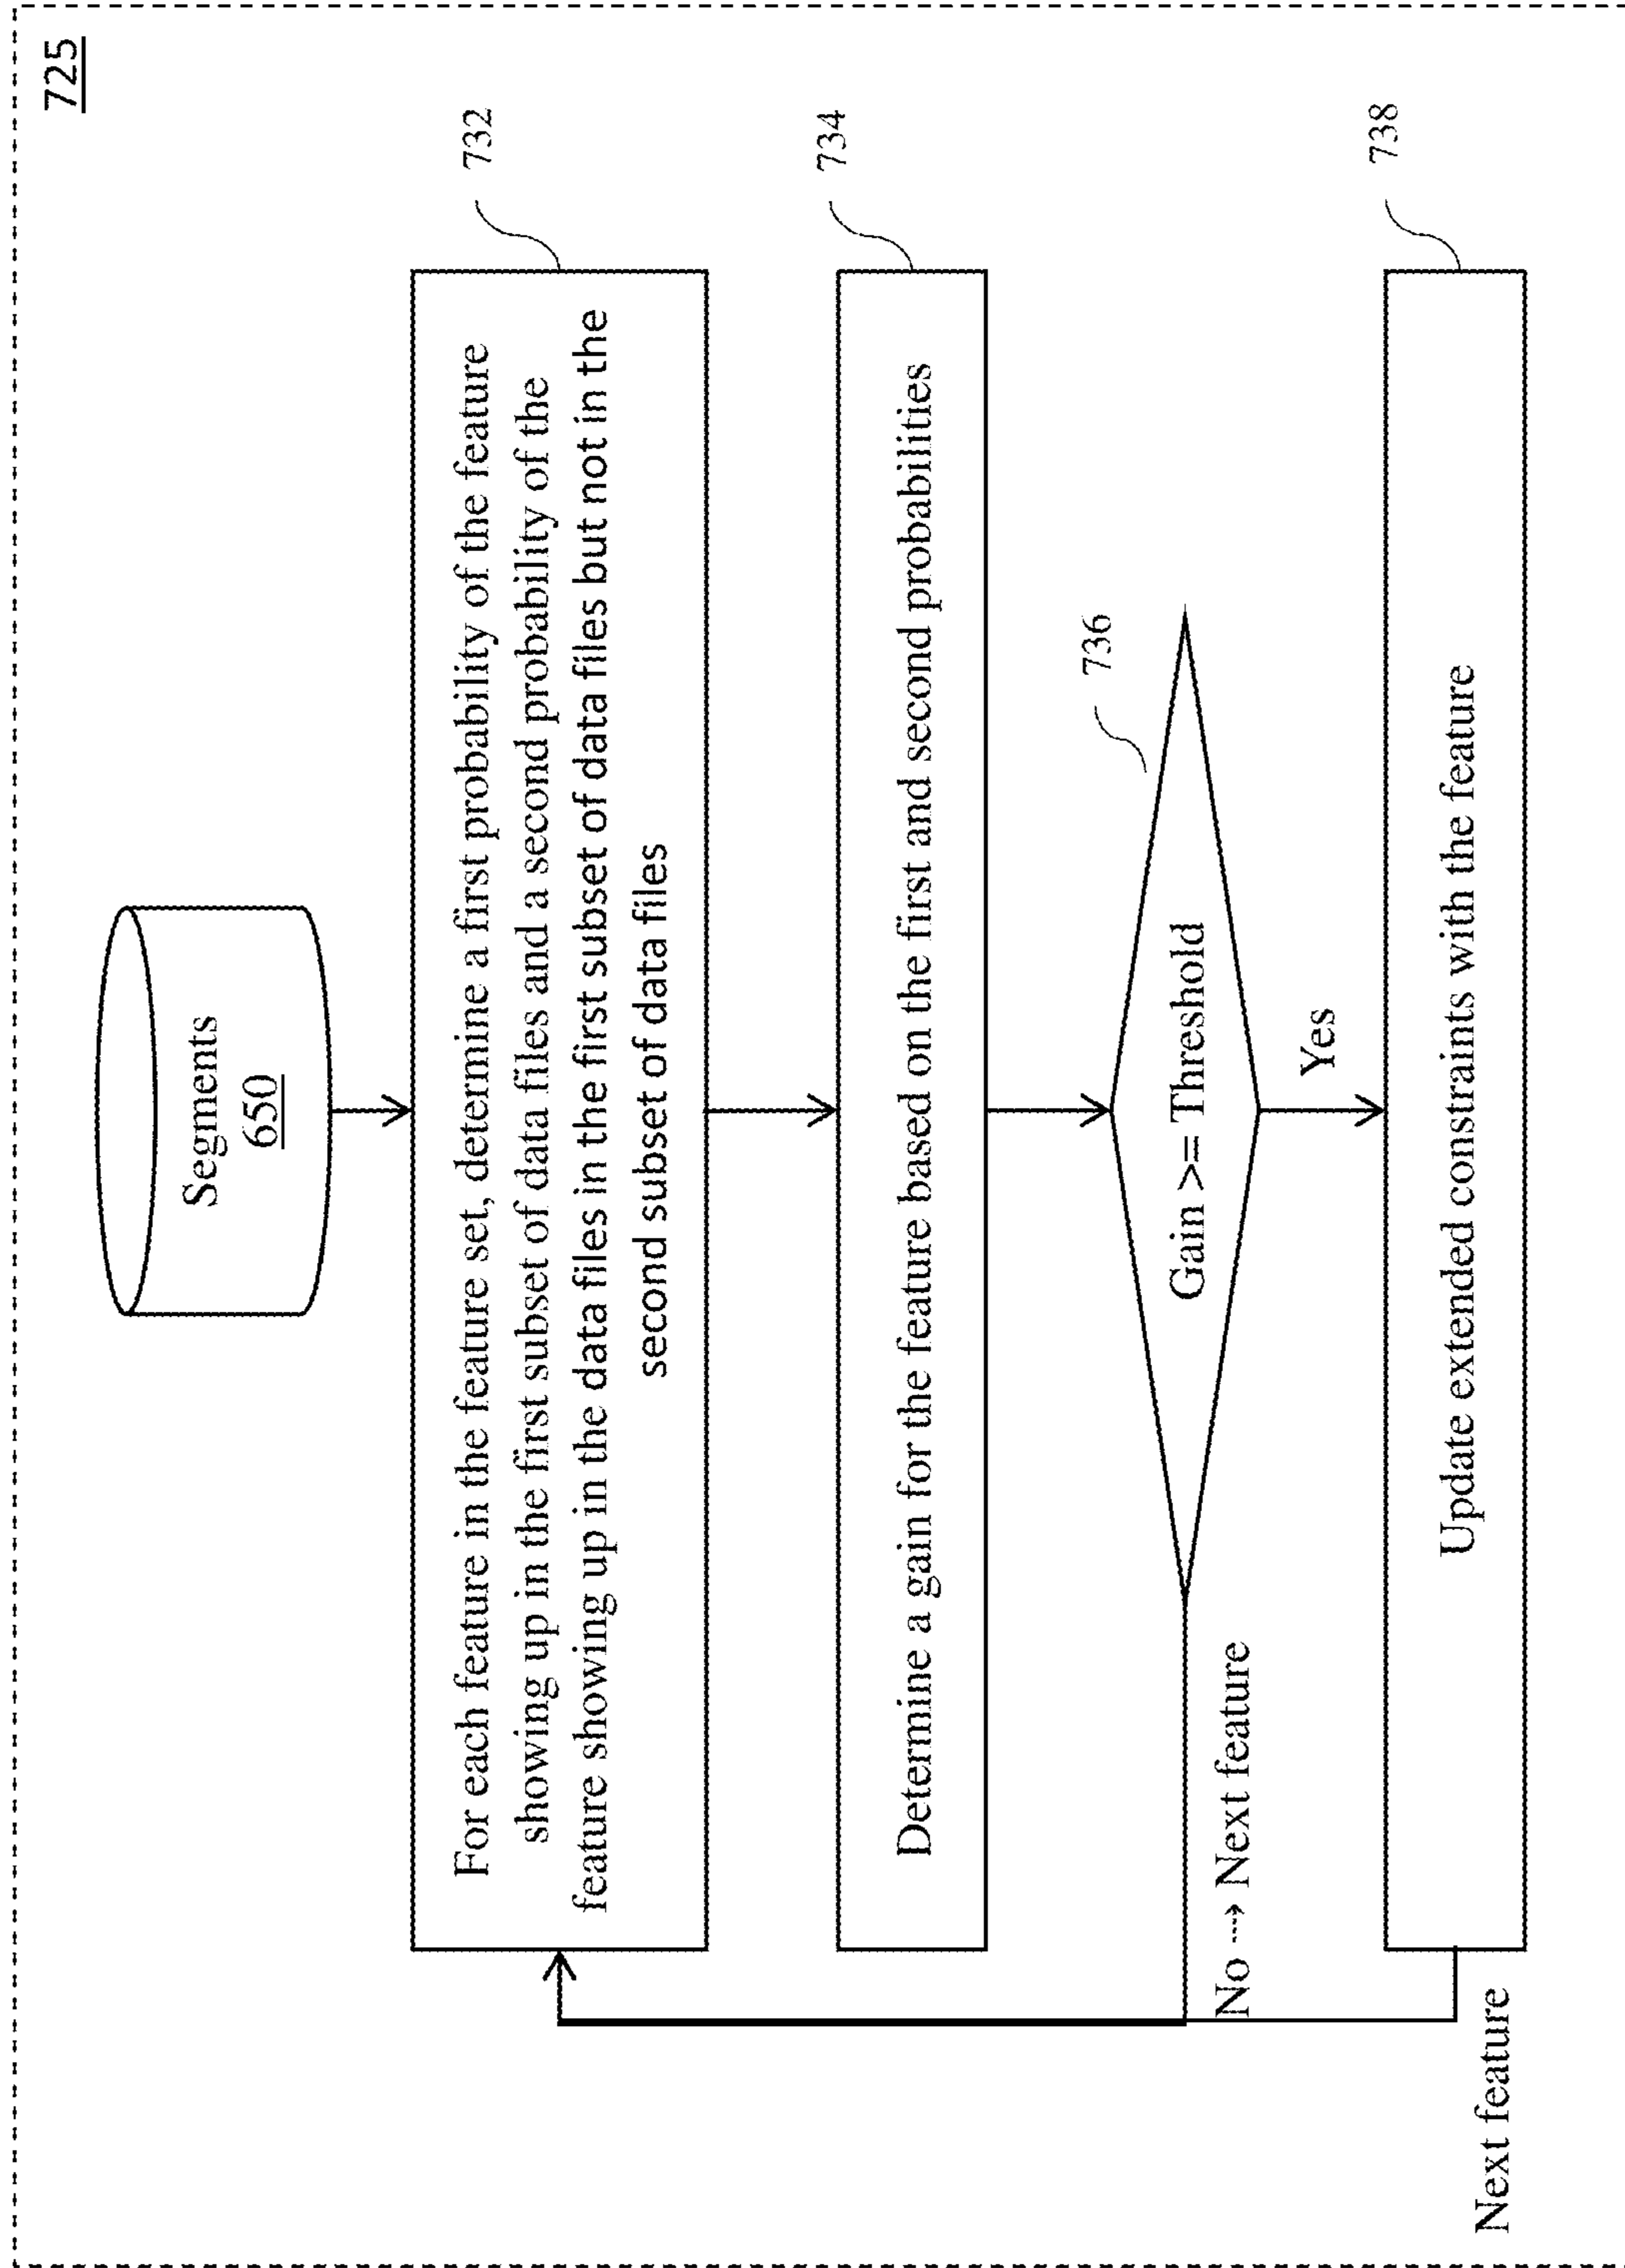 725
Segments
650
732
For each feature in the feature set, determine a first probability of the feature
showing up in the first subset of data files and a second probability of the
feature showing up in the data files in the first subset of data files but not in the
second subset of data files
734
Determine a gain for the feature based on the first and second probabilities
736
Gain >= Threshold
No --→ Next feature
Yes
738
Update extended constraints with the feature
Next feature